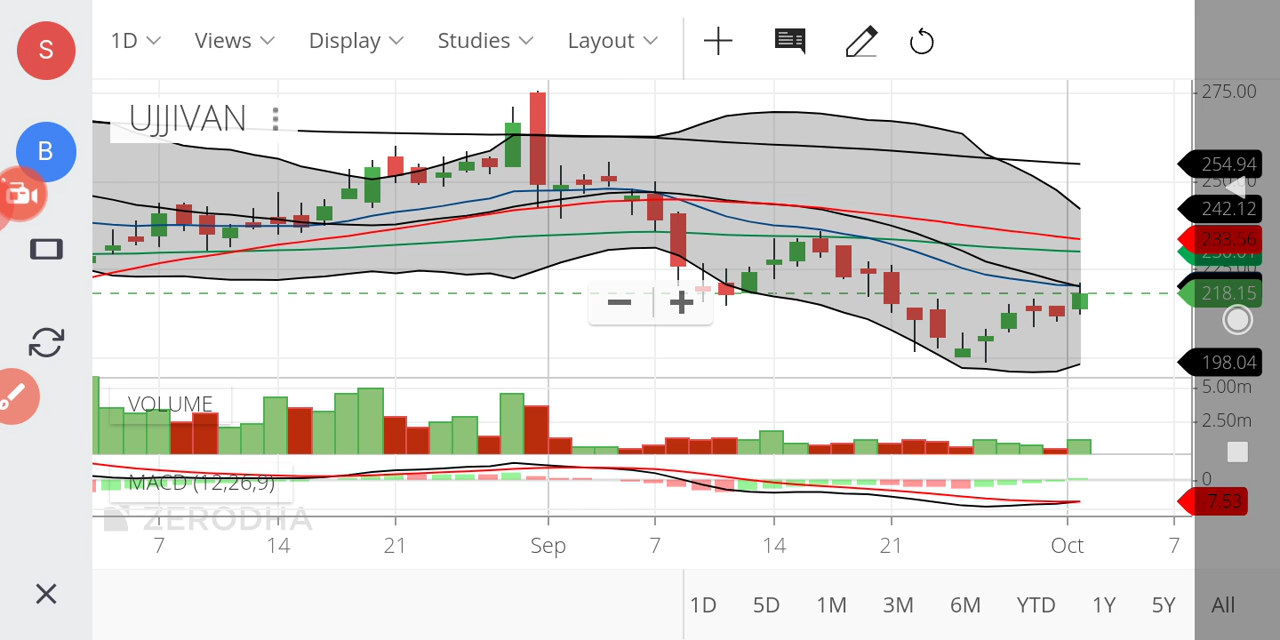 S
1D Views Display Studies Layout
B
UJJIVAN
275.00
254.94
242.12
233.56
218.15
198.04
VOLUME
5.00m
2.50m
MACD (12,26,9)
0
7.53
ZERODHA
7 14 21 Sep 7 14 21 Oct 7
1D 5D 1M 3M 6M YTD 1Y 5Y All